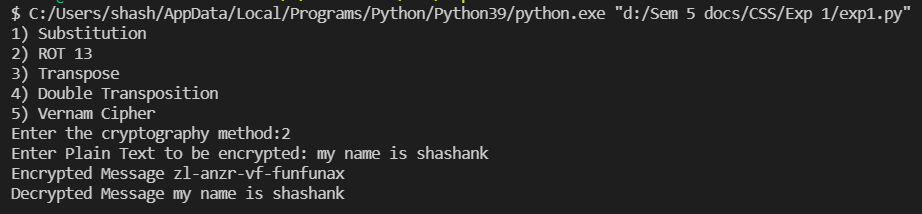 $ C:/Users/shash/AppData/Local/Programs/Python/Python39/python.exe "d:/Sem 5 docs/CSS/Exp 1/exp1.py"
1) Substitution
2) ROT 13
3) Transpose
4) Double Transposition
5) Vernam Cipher
Enter the cryptography method:2
Enter Plain Text to be encrypted: my name is shashank
Encrypted Message zl-anzr-vf-funfunax
Decrypted Message my name is shashank